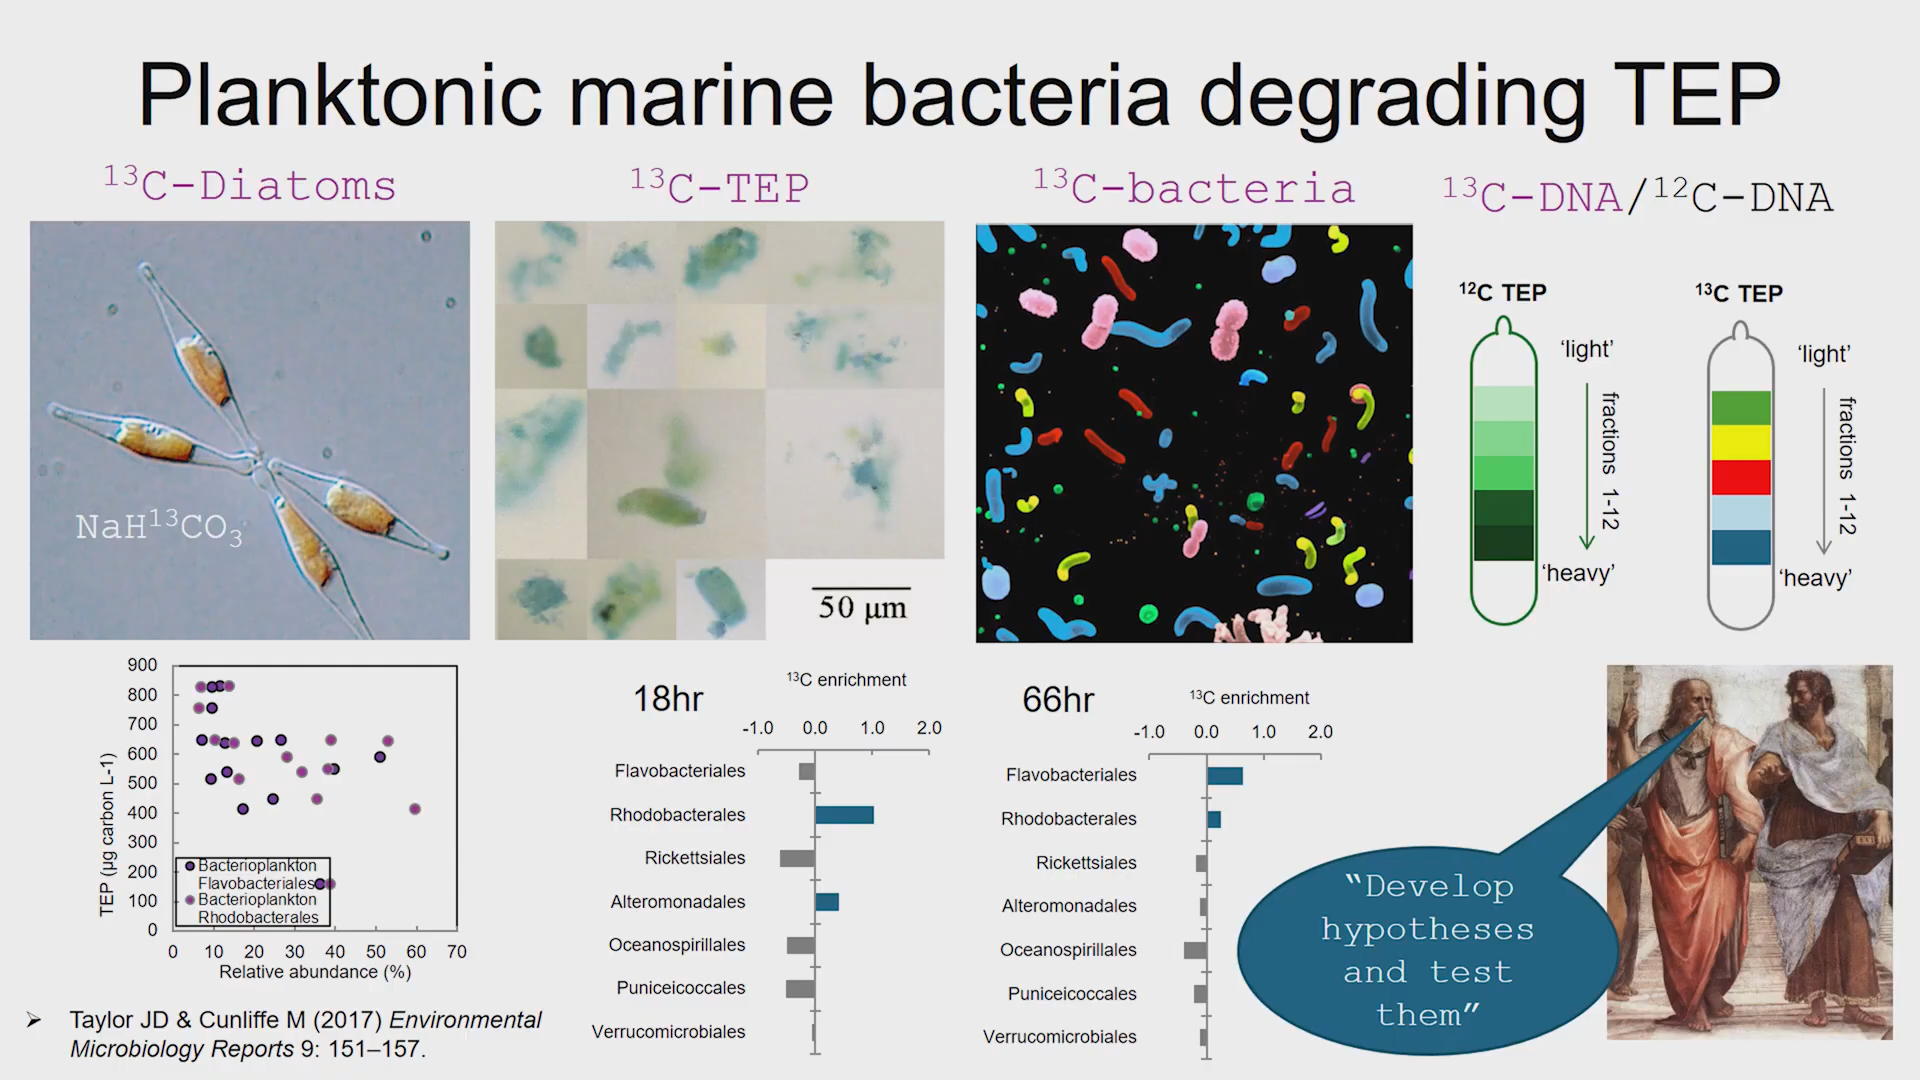 Planktonic marine bacteria degrading TEP
¹³C-Diatoms
¹³C-TEP
¹³C-bacteria
¹³C-DNA/¹²C-DNA
NaH¹³CO₃
50 µm
¹²C TEP
'light'
fractions 1-12
'heavy'
¹³C TEP
'light'
fractions 1-12
'heavy'
TEP (µg carbon L-1)
900
800
700
600
500
400
300
200
100
0
Bacterioplankton
Flavobacteriales
Bacterioplankton
Rhodobacterales
0 10 20 30 40 50 60 70
Relative abundance (%)
18hr
¹³C enrichment
-1.0 0.0 1.0 2.0
Flavobacteriales
Rhodobacterales
Rickettsiales
Alteromonadales
Oceanospirillales
Puniceicoccales
Verrucomicrobiales
66hr
¹³C enrichment
-1.0 0.0 1.0 2.0
Flavobacteriales
Rhodobacterales
Rickettsiales
Alteromonadales
Oceanospirillales
Puniceicoccales
Verrucomicrobiales
"Develop
hypotheses
and test
them"
➢ Taylor JD & Cunliffe M (2017) Environmental
Microbiology Reports 9: 151–157.